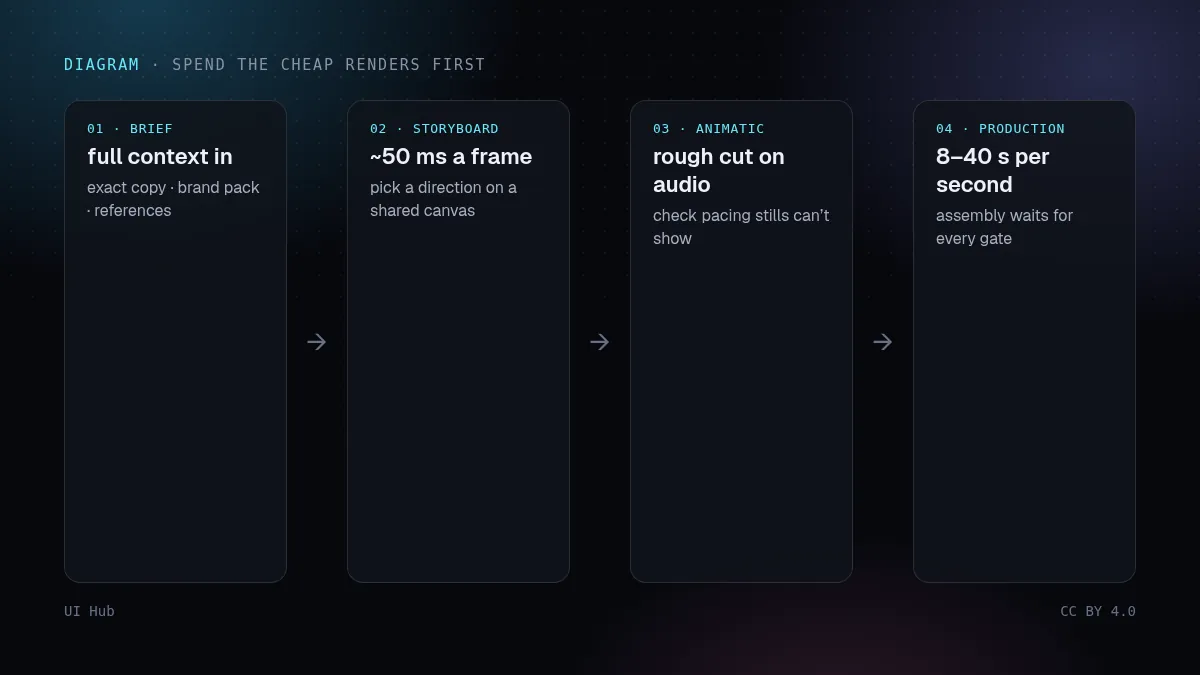 DIAGRAM · SPEND THE CHEAP RENDERS FIRST
01 · BRIEF
full context in
exact copy · brand pack
· references
→
02 · STORYBOARD
~50 ms a frame
pick a direction on a
shared canvas
→
03 · ANIMATIC
rough cut on
audio
check pacing stills can’t
show
→
04 · PRODUCTION
8–40 s per
second
assembly waits for
every gate
UI Hub
CC BY 4.0